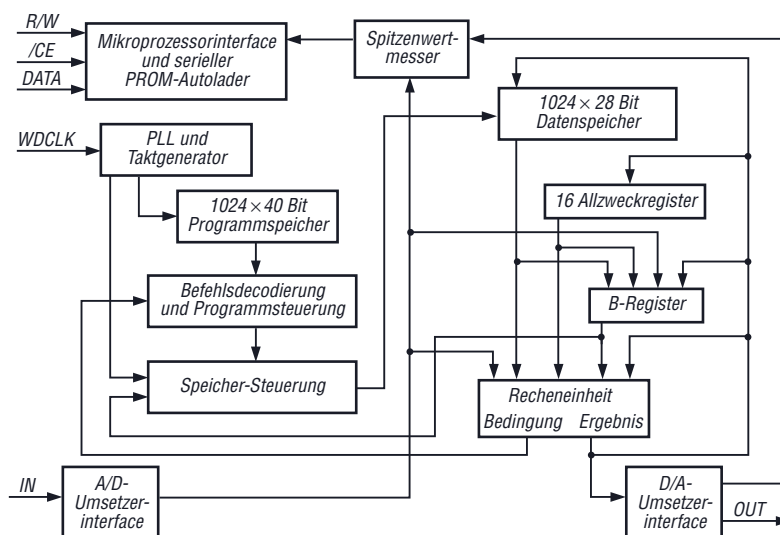 R/W
/CE
DATA
Mikroprozessorinterface
und serieller
PROM-Autolader
Spitzenwert-
messer
1024 × 28 Bit
Datenspeicher
WDCLK
PLL und
Taktgenerator
16 Allzweckregister
1024 × 40 Bit
Programmspeicher
Befehlsdecodierung
und Programmsteuerung
B-Register
Speicher-Steuerung
Recheneinheit
Bedingung Ergebnis
IN
A/D-
Umsetzer-
interface
D/A-
Umsetzer-
interface
OUT